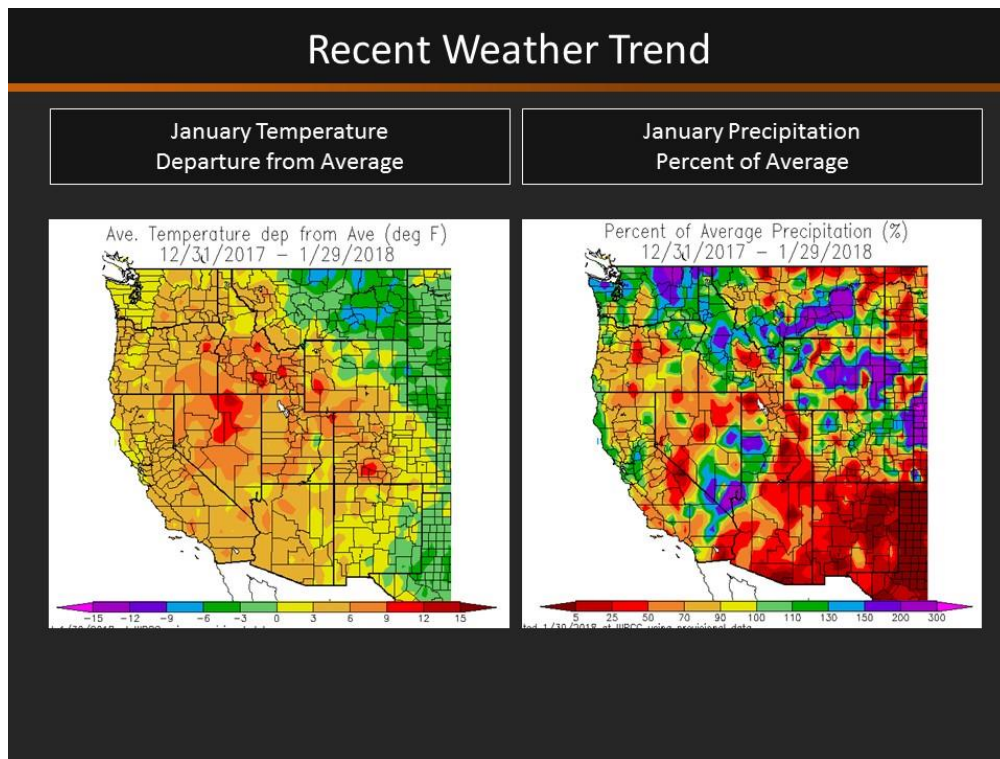 Recent Weather Trend
January Temperature
Departure from Average
January Precipitation
Percent of Average
Ave. Temperature dep from Ave (deg F)
12/31/2017 – 1/29/2018
-15 -12 -9 -6 -3 0 3 6 9 12 15
Percent of Average Precipitation (%)
12/31/2017 – 1/29/2018
5 25 50 70 90 100 110 130 150 200 300
1/30/2018 at WRCC using provisional data